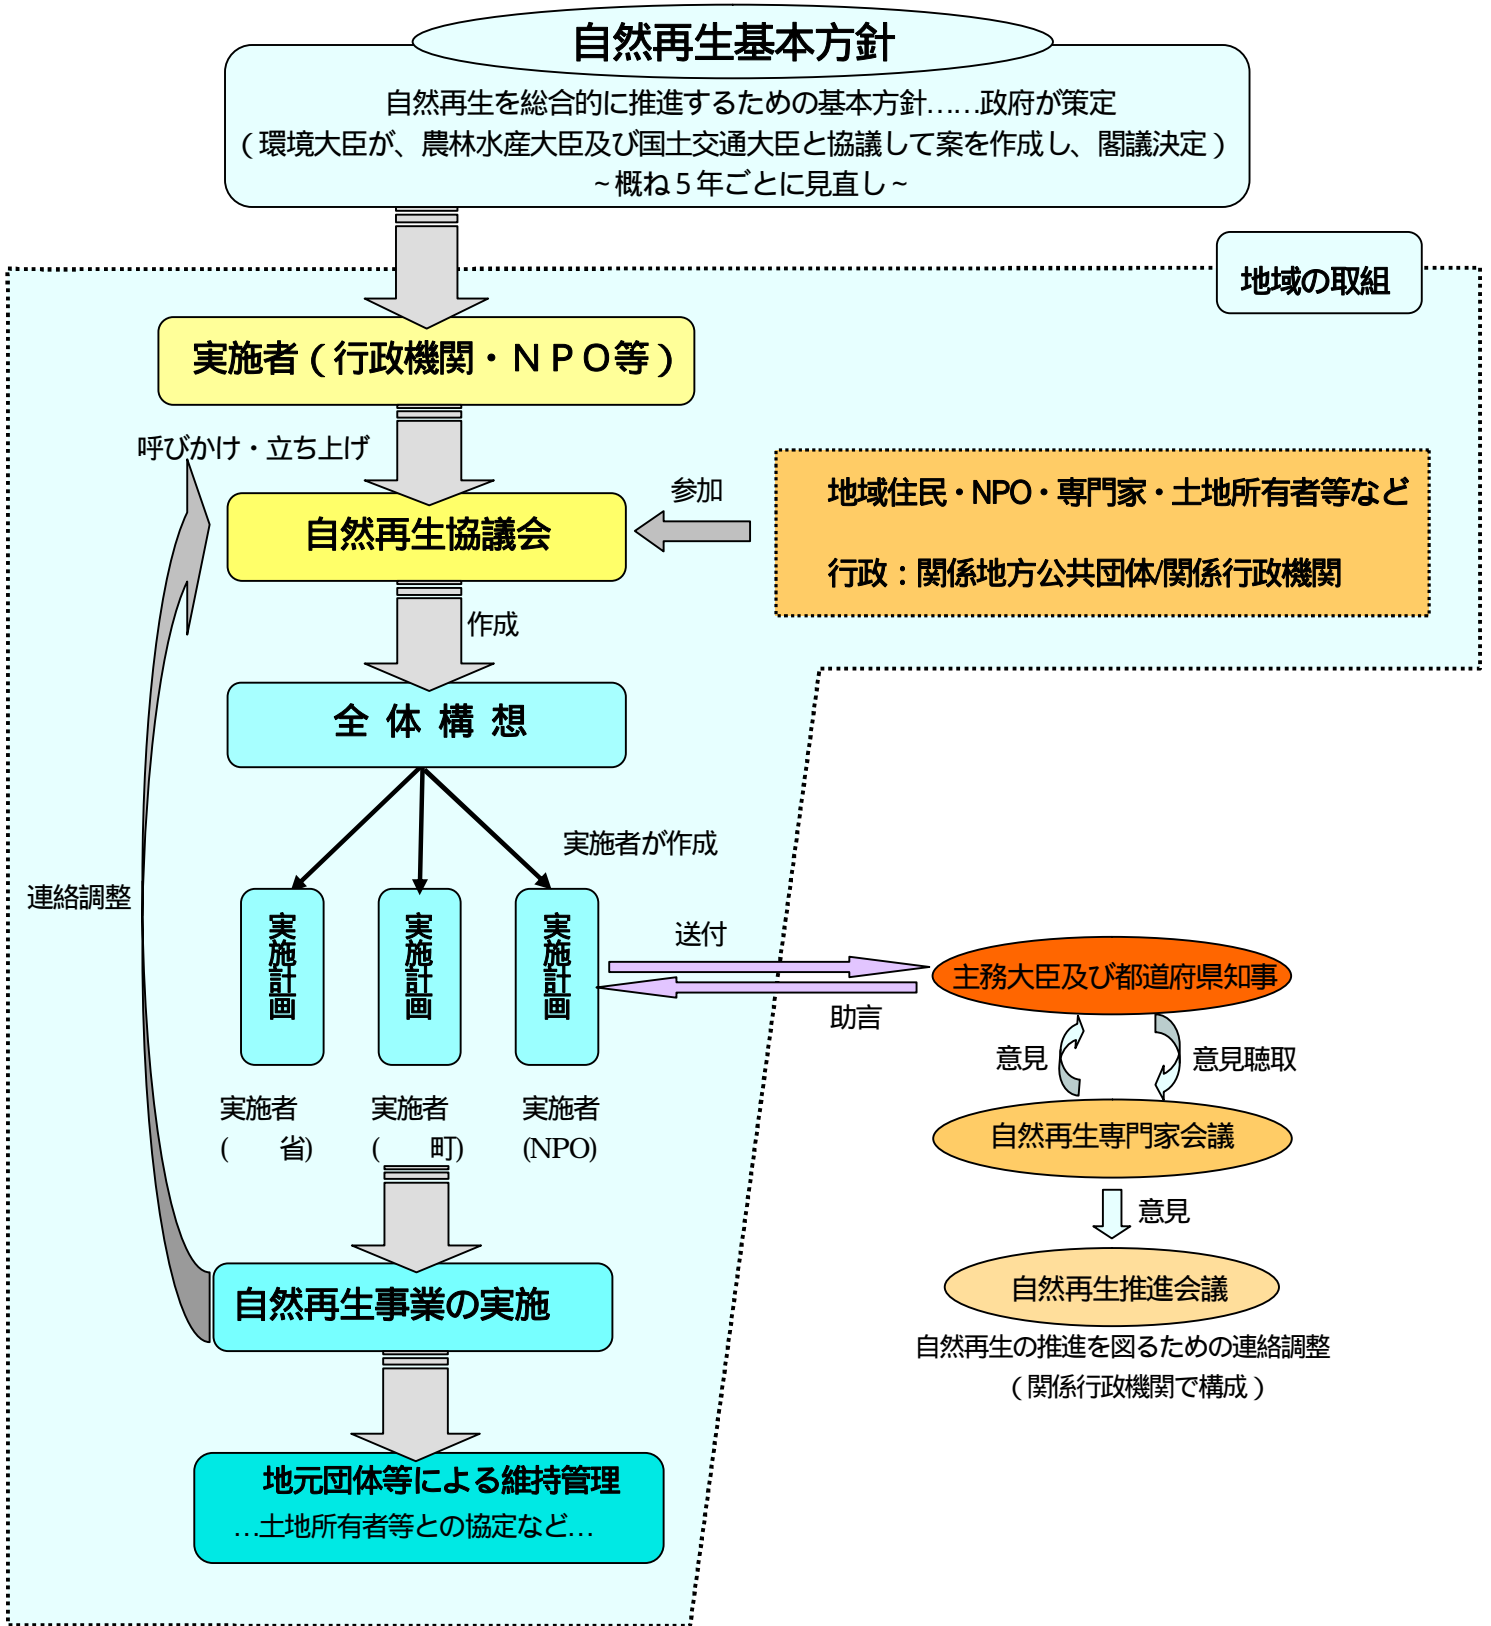 自然再生基本方針
自然再生を総合的に推進するための基本方針……政府が策定
（環境大臣が、農林水産大臣及び国土交通大臣と協議して案を作成し、閣議決定）
～概ね５年ごとに見直し～
地域の取組
実施者（行政機関・ＮＰＯ等）
呼びかけ・立ち上げ
参加
地域住民・NPO・専門家・土地所有者等など
行政：関係地方公共団体/関係行政機関
自然再生協議会
作成
全 体 構 想
実施者が作成
連絡調整
実施計画
実施計画
実施計画
送付
助言
主務大臣及び都道府県知事
意見
意見聴取
自然再生専門家会議
実施者
(　　省)
実施者
(　　町)
実施者
(NPO)
意見
自然再生推進会議
自然再生の推進を図るための連絡調整
（関係行政機関で構成）
自然再生事業の実施
地元団体等による維持管理
…土地所有者等との協定など…